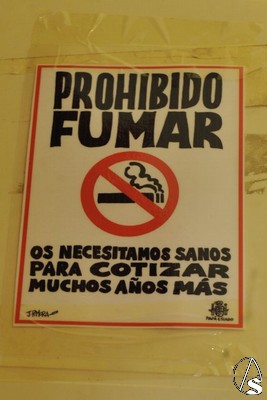 PROHIBIDO
FUMAR
OS NECESITAMOS SANOS
PARA COTIZAR
MUCHOS AÑOS MÁS